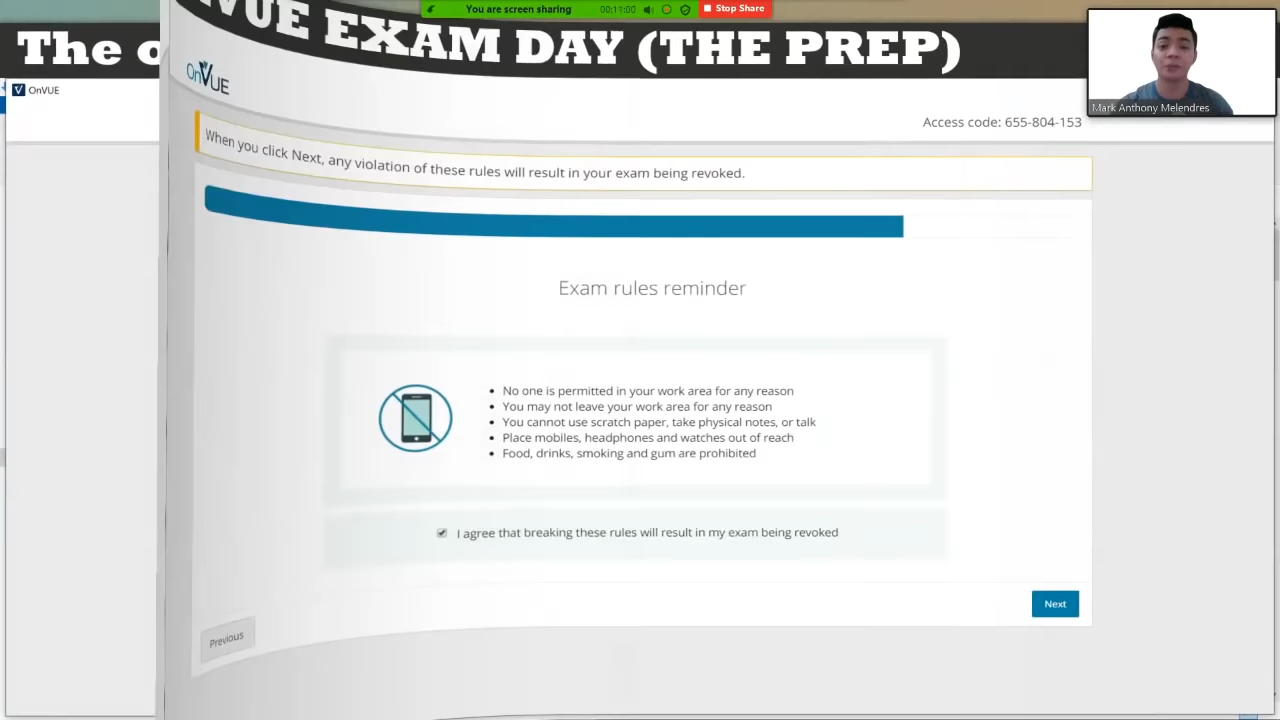 You are screen sharing 00:11:00 Stop Share
The o
VUE EXAM DAY (THE PREP)
Mark Anthony Melendres
OnVUE
OnVUE
Access code: 655-804-153
When you click Next, any violation of these rules will result in your exam being revoked.
Exam rules reminder
• No one is permitted in your work area for any reason
• You may not leave your work area for any reason
• You cannot use scratch paper, take physical notes, or talk
• Place mobiles, headphones and watches out of reach
• Food, drinks, smoking and gum are prohibited
I agree that breaking these rules will result in my exam being revoked
Next
Previous